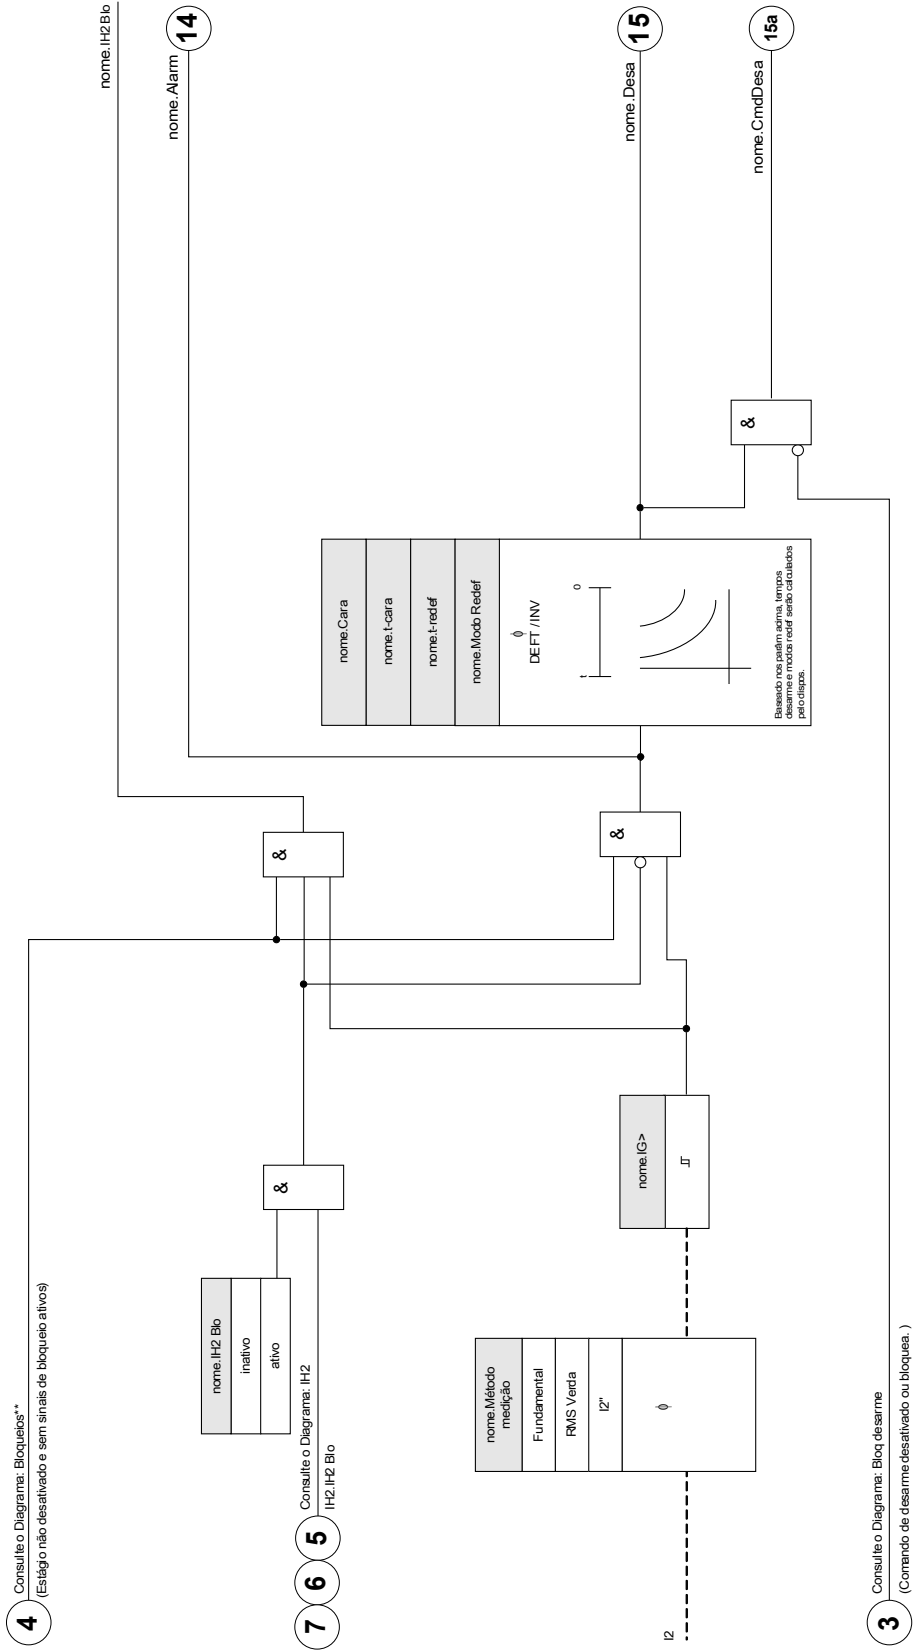 4
Consulte o Diagrama: Bloqueios**
(Estágio não desativado e sem sinais de bloqueio ativos)
nome.IH2 Blo
inativo
ativo
7
6
5
Consulte o Diagrama: IH2
IH2.IH2 Blo
&
&
nome.IH2 Blo
nome.Alarm
14
I2
nome.Método
medição
Fundamental
RMS Verda
I2"
ϕ
nome.IG>
&
nome.Cara
nome.t-cara
nome.t-redef
nome.Modo Redef
ϕ
DEFT / INV
t
0
Baseado nos parâm acima, tempos
desarme e modos redef serão calculados
pelo dispos.
nome.Desa
15
&
nome.CmdDesa
15a
3
Consulte o Diagrama: Bloq desarme
(Comando de desarme desativado ou bloquea. )